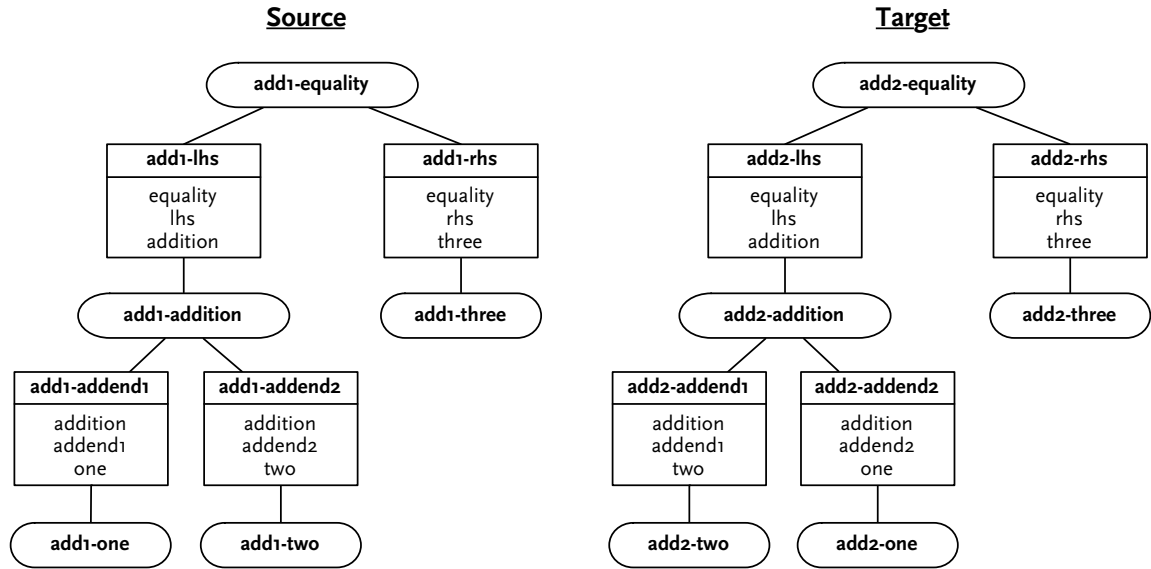 Source
add1-equality
add1-lhs
equality
lhs
addition
add1-rhs
equality
rhs
three
add1-addition
add1-three
add1-addend1
addition
addend1
one
add1-addend2
addition
addend2
two
add1-one
add1-two
Target
add2-equality
add2-lhs
equality
lhs
addition
add2-rhs
equality
rhs
three
add2-addition
add2-three
add2-addend1
addition
addend1
two
add2-addend2
addition
addend2
one
add2-two
add2-one